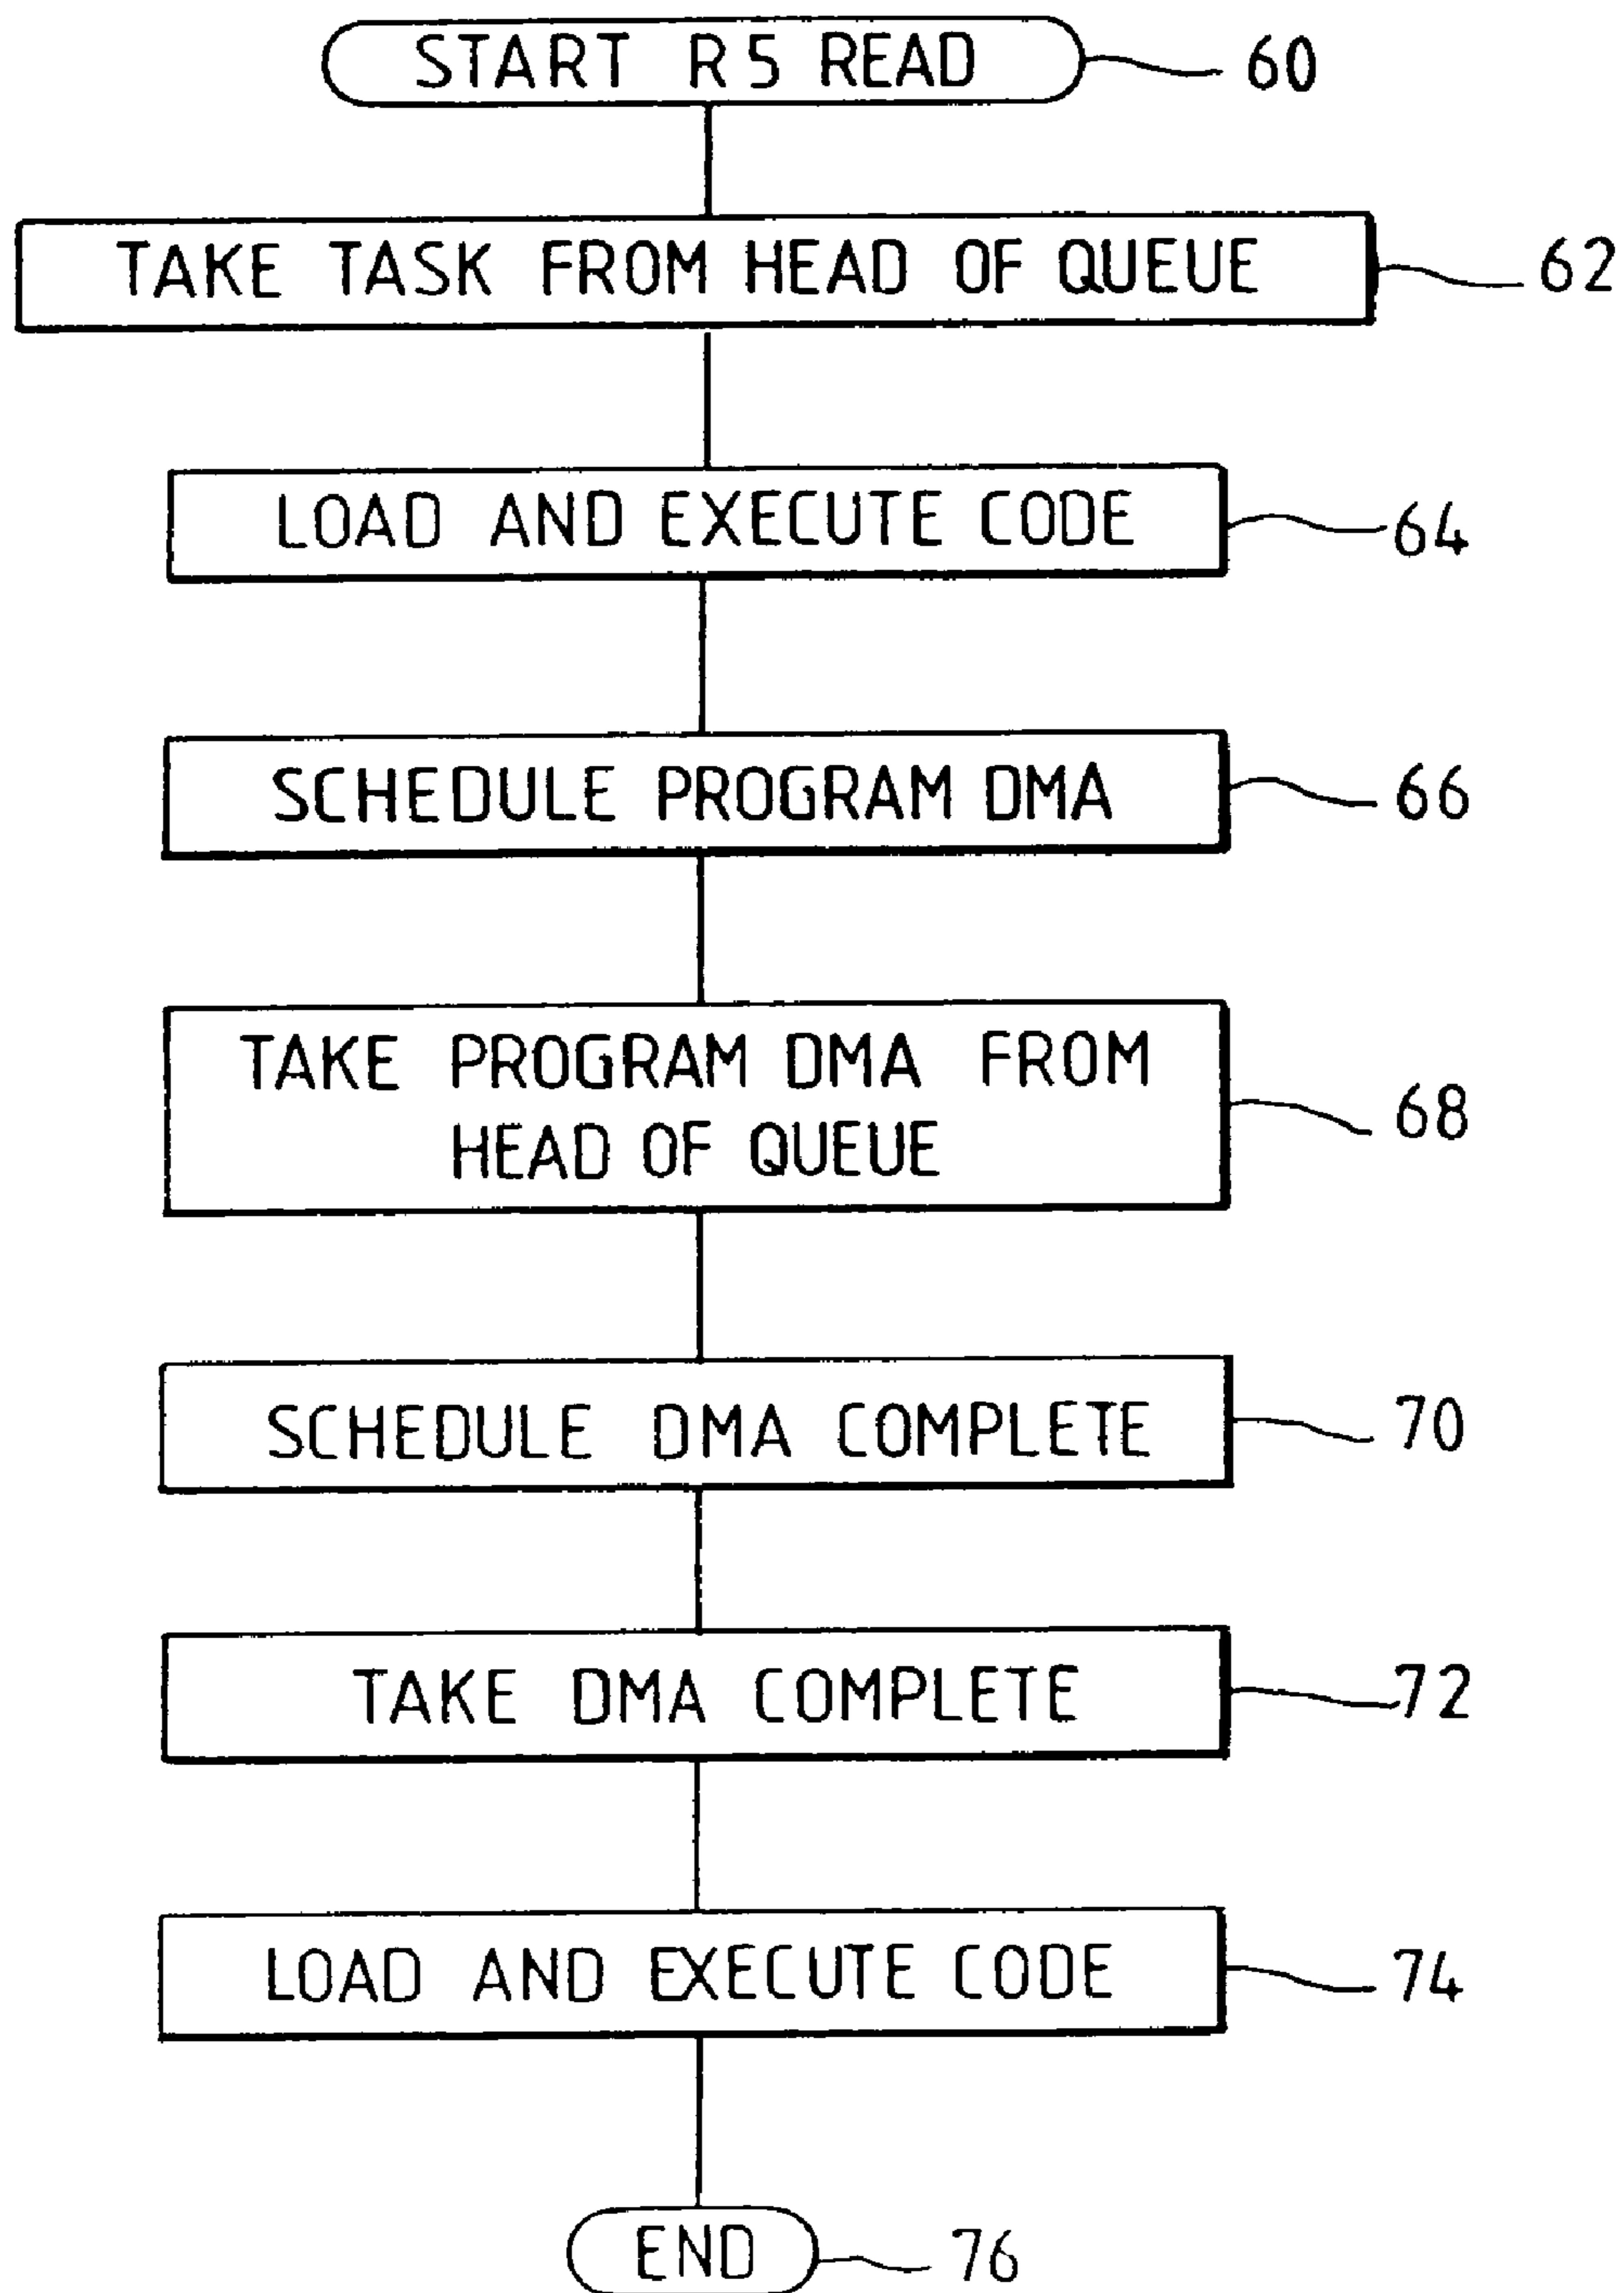 START R5 READ 60
TAKE TASK FROM HEAD OF QUEUE 62
LOAD AND EXECUTE CODE 64
SCHEDULE PROGRAM DMA 66
TAKE PROGRAM DMA FROM
HEAD OF QUEUE 68
SCHEDULE DMA COMPLETE 70
TAKE DMA COMPLETE 72
LOAD AND EXECUTE CODE 74
END 76